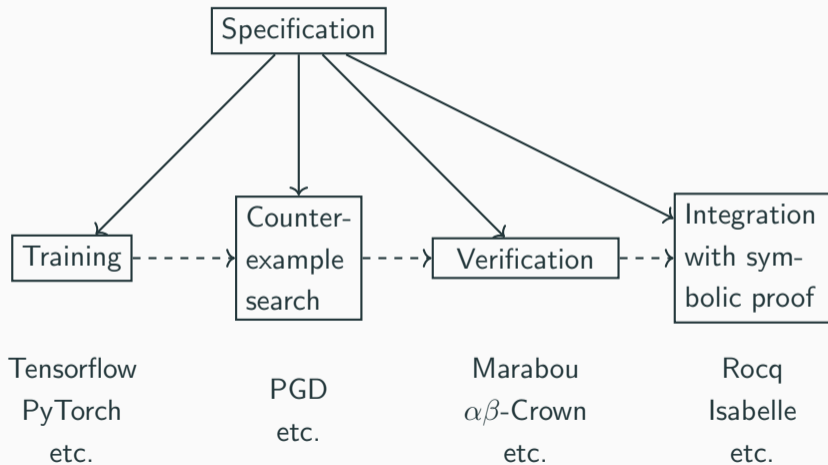 Specification
Training
Counter-
example
search
Verification
Integration
with sym-
bolic proof
Tensorflow
PyTorch
etc.
PGD
etc.
Marabou
αβ-Crown
etc.
Rocq
Isabelle
etc.